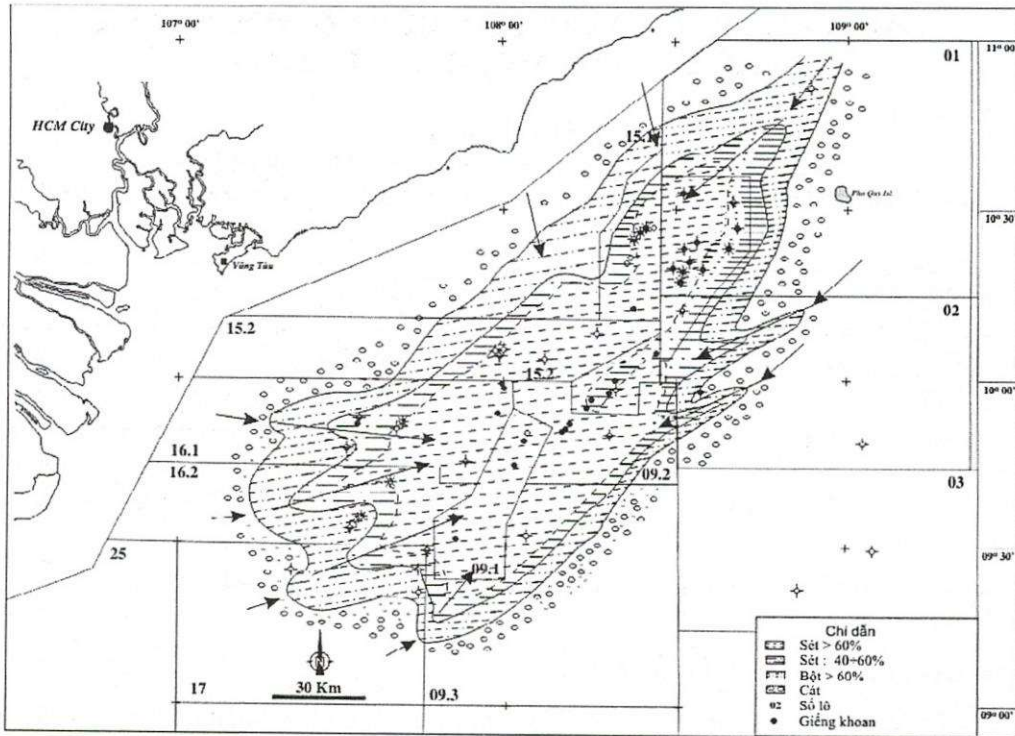 107° 00'
108° 00'
109° 00'
11° 00'
01
HCM City
15.1
Phu Quy Isl.
10° 30'
Vũng Tàu
02
15.2
15.2
10° 00'
16.1
16.2
09.2
03
25
09° 30'
09.1
Chỉ dẫn
Sét > 60%
Sét : 40÷60%
Bột > 60%
Cát
02 Số lô
Giếng khoan
N
30 Km
17
09.3
09° 00'